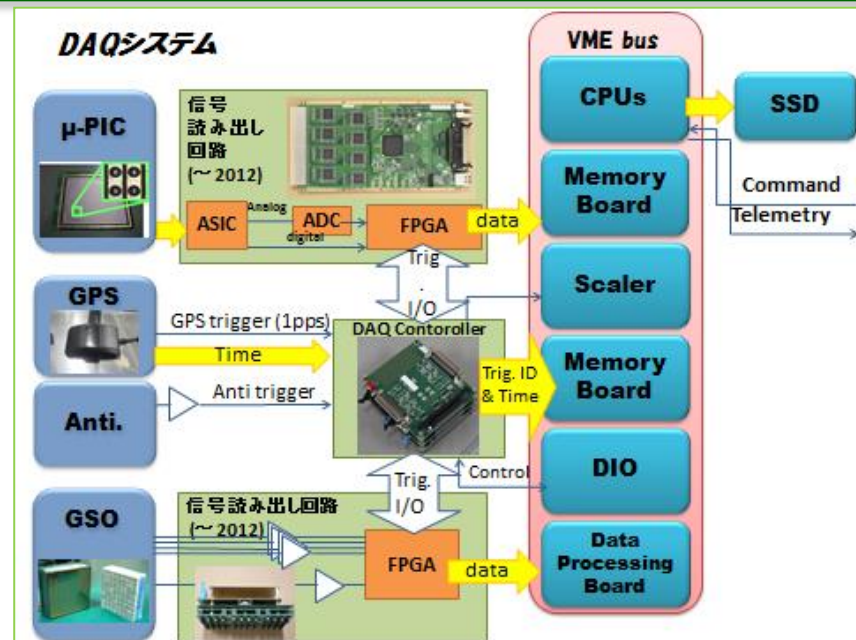 DAQシステム
VME bus
μ-PIC
信号
読み出し
回路
(～2012)
ASIC
Analog
digital
ADC
FPGA
data
CPUs
SSD
Command
Telemetry
Memory
Board
Trig
.
I/O
Scaler
GPS
GPS trigger (1pps)
Time
DAQ Contoroller
Trig. ID
& Time
Memory
Board
Anti.
Anti trigger
DIO
Control
Trig.
I/O
GSO
信号読み出し回路
(～2012)
FPGA
data
Data
Processing
Board